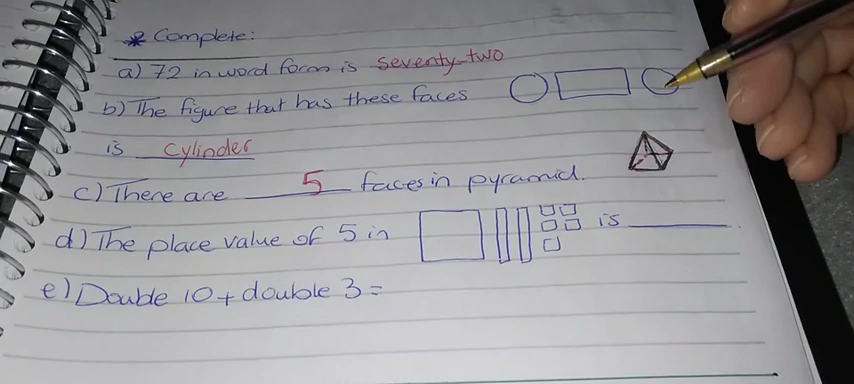 * Complete:
a) 72 in word form is seventy-two
b) The figure that has these faces
is cylinder
c) There are 5 faces in pyramid.
d) The place value of 5 in is
e) Double 10 + double 3 =